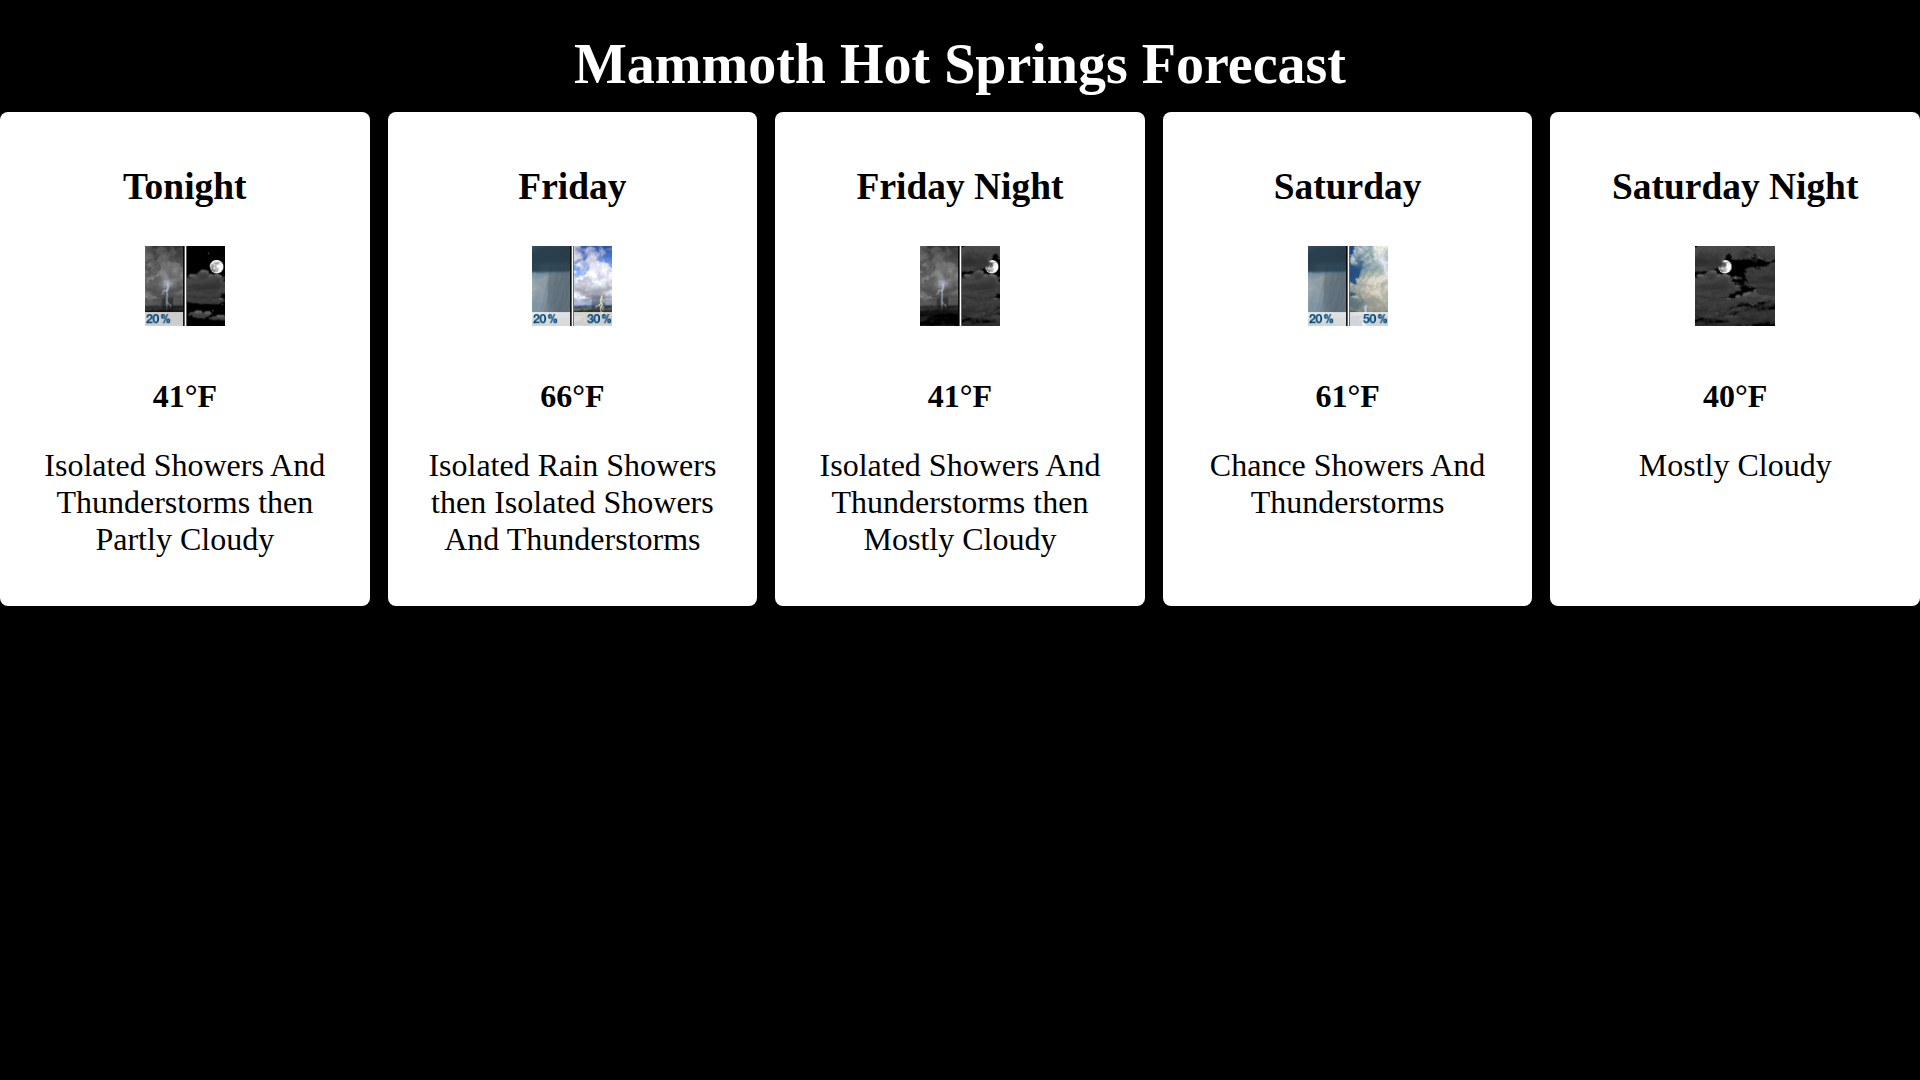 Mammoth Hot Springs Forecast
Tonight
20%
41°F
Isolated Showers And
Thunderstorms then
Partly Cloudy
Friday
20% 30%
66°F
Isolated Rain Showers
then Isolated Showers
And Thunderstorms
Friday Night
41°F
Isolated Showers And
Thunderstorms then
Mostly Cloudy
Saturday
20% 50%
61°F
Chance Showers And
Thunderstorms
Saturday Night
40°F
Mostly Cloudy